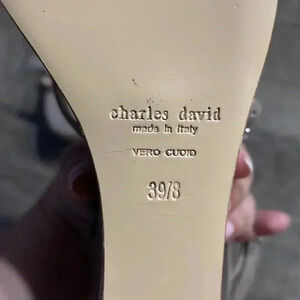 charles david
made in Italy
VERO CUOIO
39/8